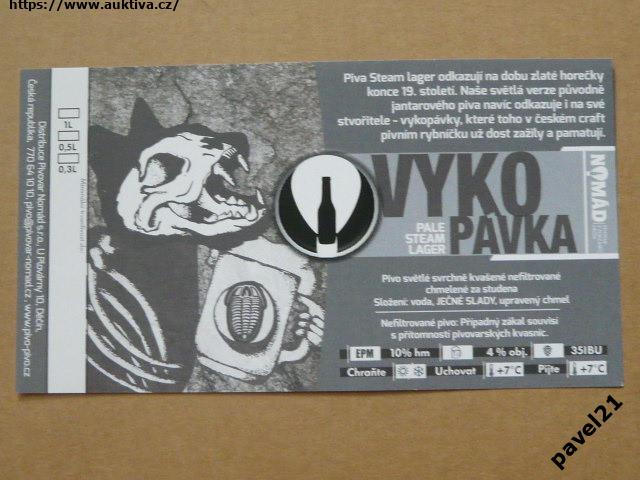 https://www.auktiva.cz/
Distribuce Pivovar Nomád s.r.o., U Plovárny 10, Děčín,
Česká republika, 770 64 10 10, pivo@pivovar-nomad.cz, www.pivo-pivo.cz
1L
0,5L
0,3L
Piva Steam lager odkazují na dobu zlaté horečky
konce 19. století. Naše světlá verze původně
jantarového piva navíc odkazuje i na své
stvořitele - vykopávky, které toho v českém craft
pivním rybníčku už dost zažily a pamatují.
VYKO
PÁVKA
PALE
STEAM
LAGER
NOMÁD
Pivo světlé svrchně kvašené nefiltrované
chmelené za studena
Složení: voda, JEČNÉ SLADY, upravený chmel
Nefiltrované pivo: Případný zákal souvisí
s přítomností pivovarských kvasnic.
EPM 10% hm 4 % obj. 35IBU
Chraňte Uchovat +7°C Pijte +7°C
pavel21